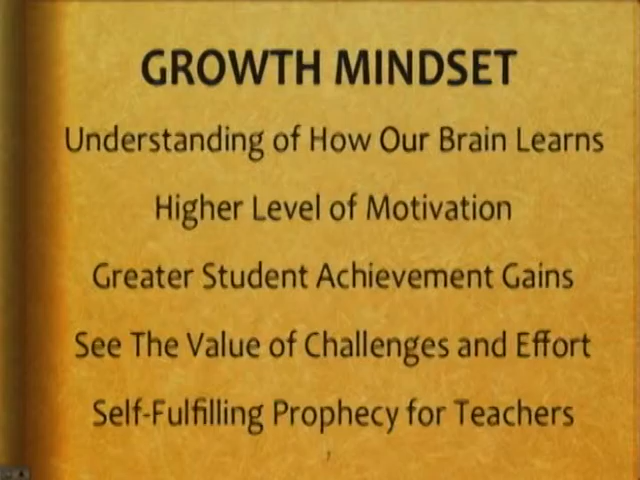 GROWTH MINDSET
Understanding of How Our Brain Learns
Higher Level of Motivation
Greater Student Achievement Gains
See The Value of Challenges and Effort
Self-Fulfilling Prophecy for Teachers